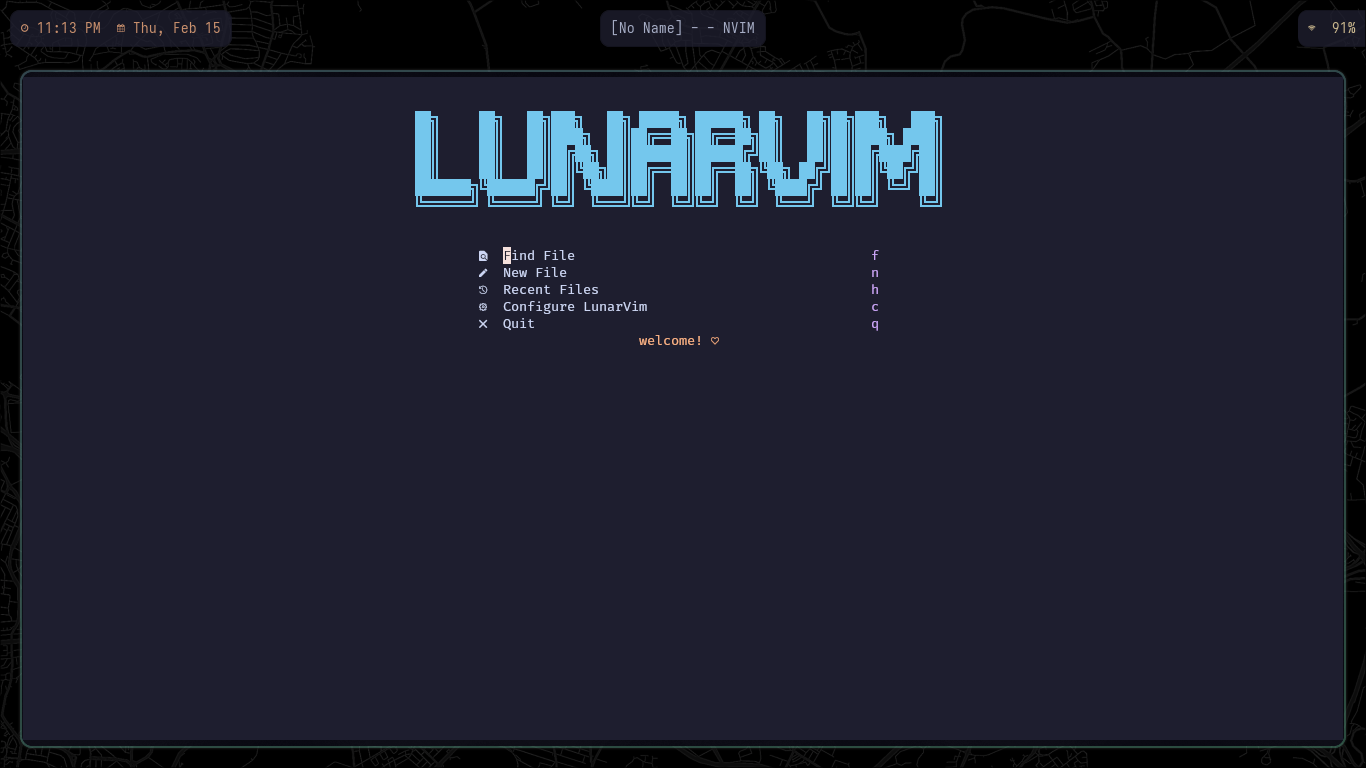 11:13 PM Thu, Feb 15
[No Name] - - NVIM
91%
LUNARVIM
Find File f
New File n
Recent Files h
Configure LunarVim c
Quit q
welcome! ♡